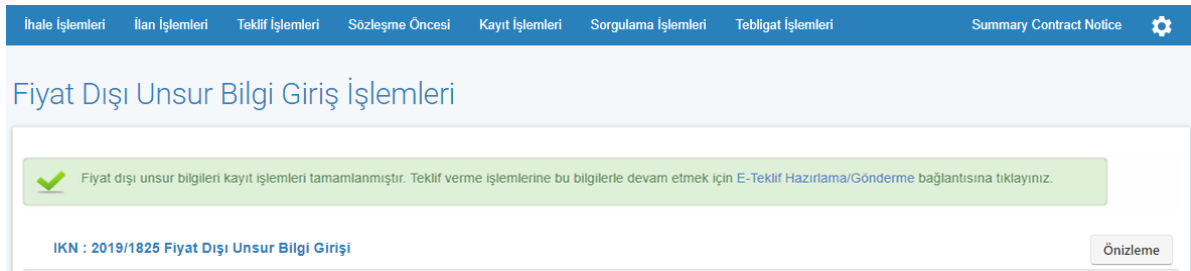 İhale İşlemleri İlan İşlemleri Teklif İşlemleri Sözleşme Öncesi Kayıt İşlemleri Sorgulama İşlemleri Tebligat İşlemleri Summary Contract Notice
Fiyat Dışı Unsur Bilgi Giriş İşlemleri
Fiyat dışı unsur bilgileri kayıt işlemleri tamamlanmıştır. Teklif verme işlemlerine bu bilgilerle devam etmek için E-Teklif Hazırlama/Gönderme bağlantısına tıklayınız.
IKN : 2019/1825 Fiyat Dışı Unsur Bilgi Girişi Önizleme